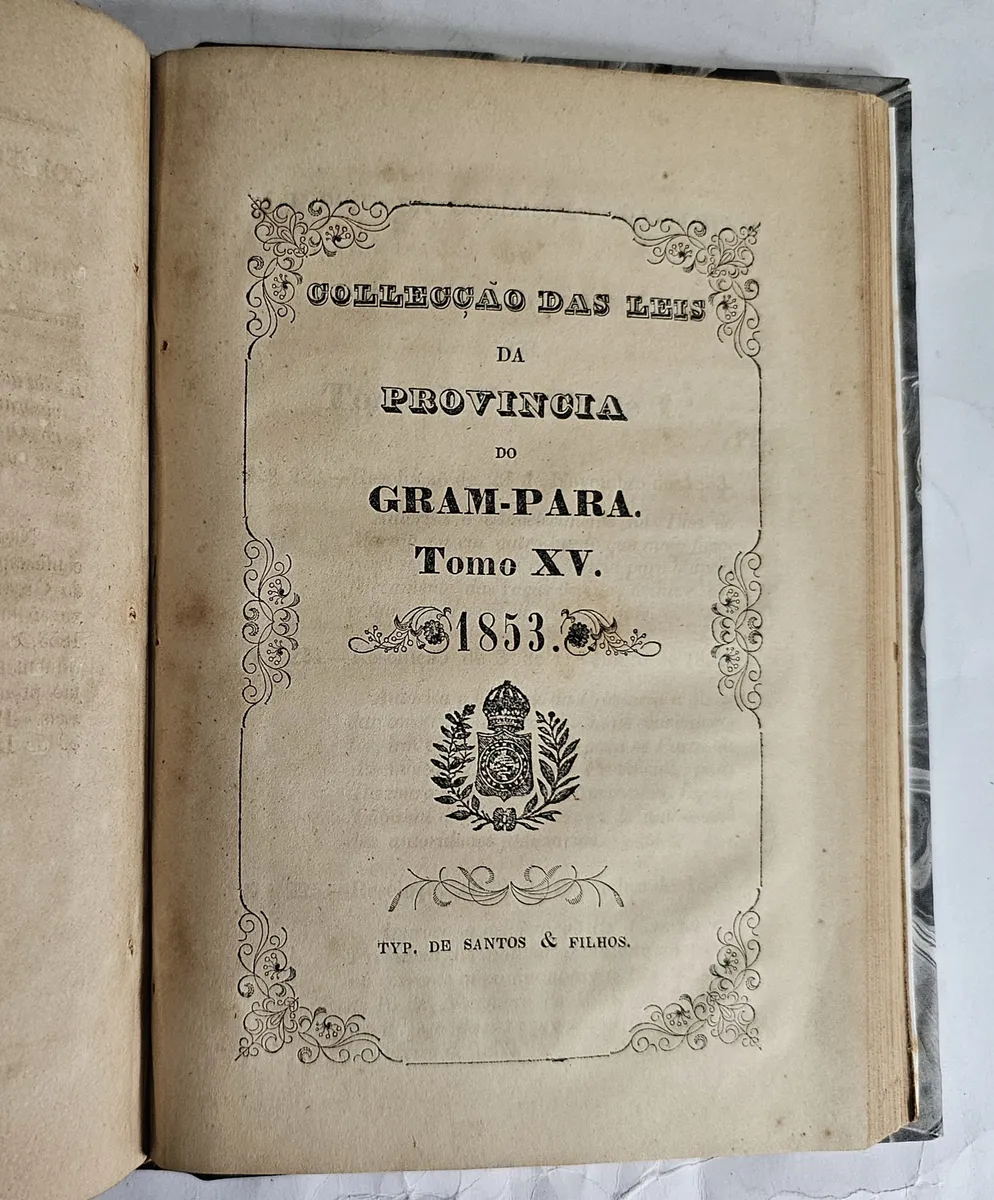 COLLECÇÃO DAS LEIS
DA
PROVINCIA
DO
GRAM-PARA.
Tomo XV.
1853.
TYP. DE SANTOS & FILHOS.